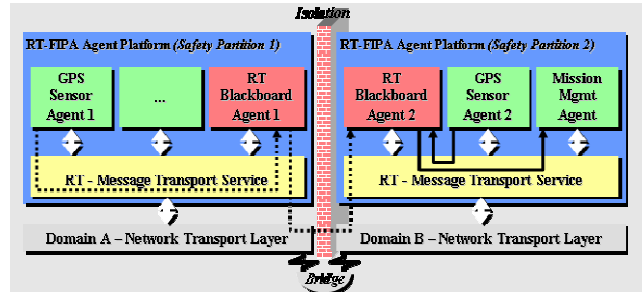 Isolation
RT-FIPA Agent Platform (Safety Partition 1)
GPS
Sensor
Agent 1
...
RT
Blackboard
Agent 1
RT - Message Transport Service
Domain A – Network Transport Layer
RT-FIPA Agent Platform (Safety Partition 2)
RT
Blackboard
Agent 2
GPS
Sensor
Agent 2
Mission
Mgmt
Agent
RT - Message Transport Service
Domain B – Network Transport Layer
Bridge